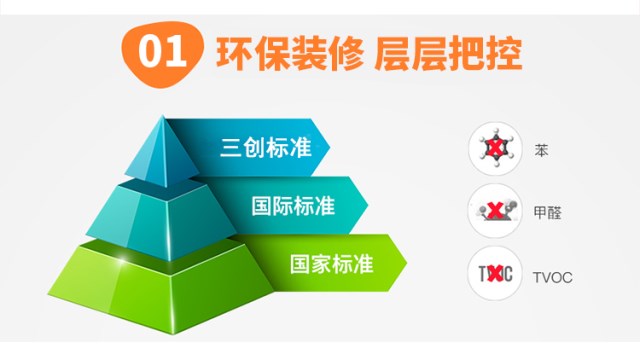 01 环保装修 层层把控
三创标准
国际标准
国家标准
苯
甲醛
TVOC
TVOC